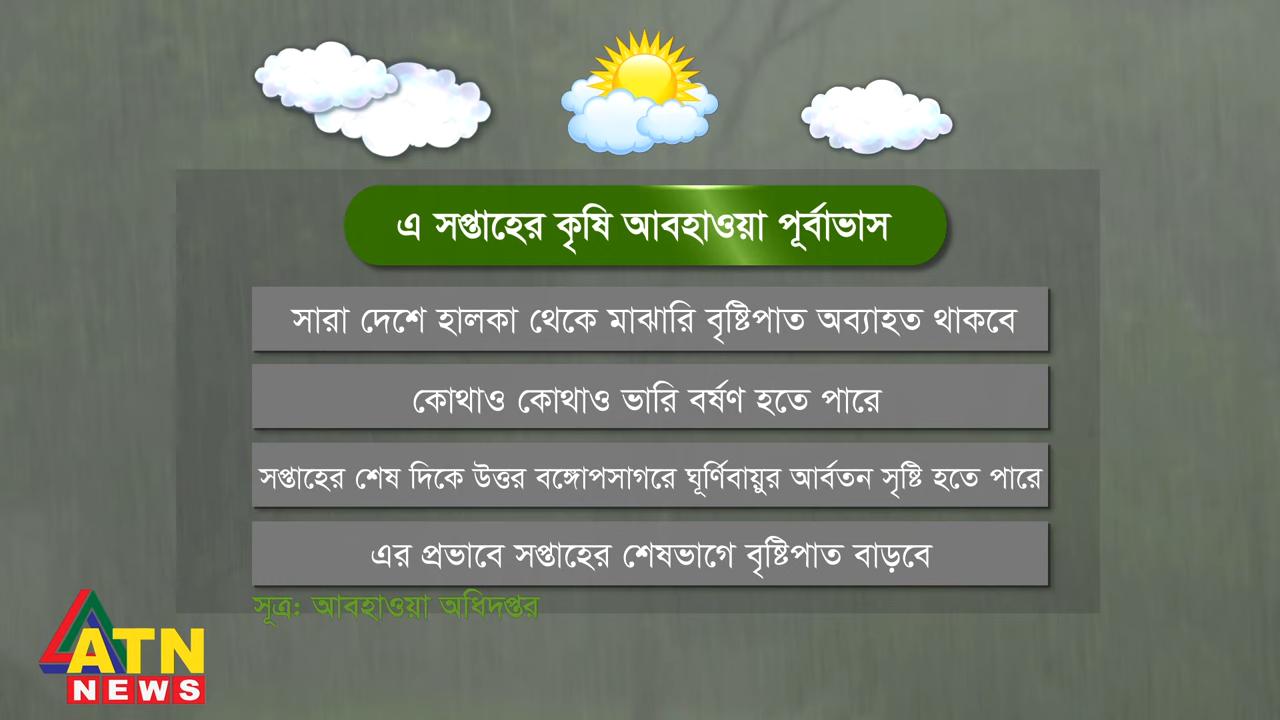 এ সপ্তাহের কৃষি আবহাওয়া পূর্বাভাস
সারা দেশে হালকা থেকে মাঝারি বৃষ্টিপাত অব্যাহত থাকবে
কোথাও কোথাও ভারি বর্ষণ হতে পারে
সপ্তাহের শেষ দিকে উত্তর বঙ্গোপসাগরে ঘূর্ণিবায়ুর আর্বতন সৃষ্টি হতে পারে
এর প্রভাবে সপ্তাহের শেষভাগে বৃষ্টিপাত বাড়বে
সূত্র: আবহাওয়া অধিদপ্তর
ATN
NEWS